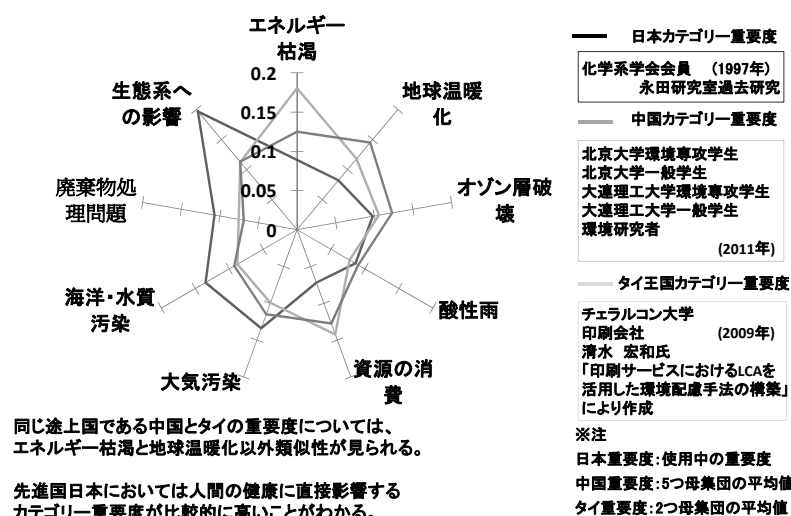 エネルギー
枯渇
地球温暖
化
オゾン層破
壊
酸性雨
資源の消
費
大気汚染
海洋・水質
汚染
廃棄物処
理問題
生態系へ
の影響
0.2
0.15
0.1
0.05
0
同じ途上国である中国とタイの重要度については、
エネルギー枯渇と地球温暖化以外類似性が見られる。
先進国日本においては人間の健康に直接影響する
カテゴリー重要度が比較的に高いことがわかる。
日本カテゴリー重要度
化学系学会会員 (1997年)
永田研究室過去研究
中国カテゴリー重要度
北京大学環境専攻学生
北京大学一般学生
大連理工大学環境専攻学生
大連理工大学一般学生
環境研究者
(2011年)
タイ王国カテゴリー重要度
チェラルコン大学
印刷会社 (2009年)
清水 宏和氏
「印刷サービスにおけるLCAを
活用した環境配慮手法の構築」
により作成
※注
日本重要度:使用中の重要度
中国重要度:5つ母集団の平均値
タイ重要度:2つ母集団の平均値